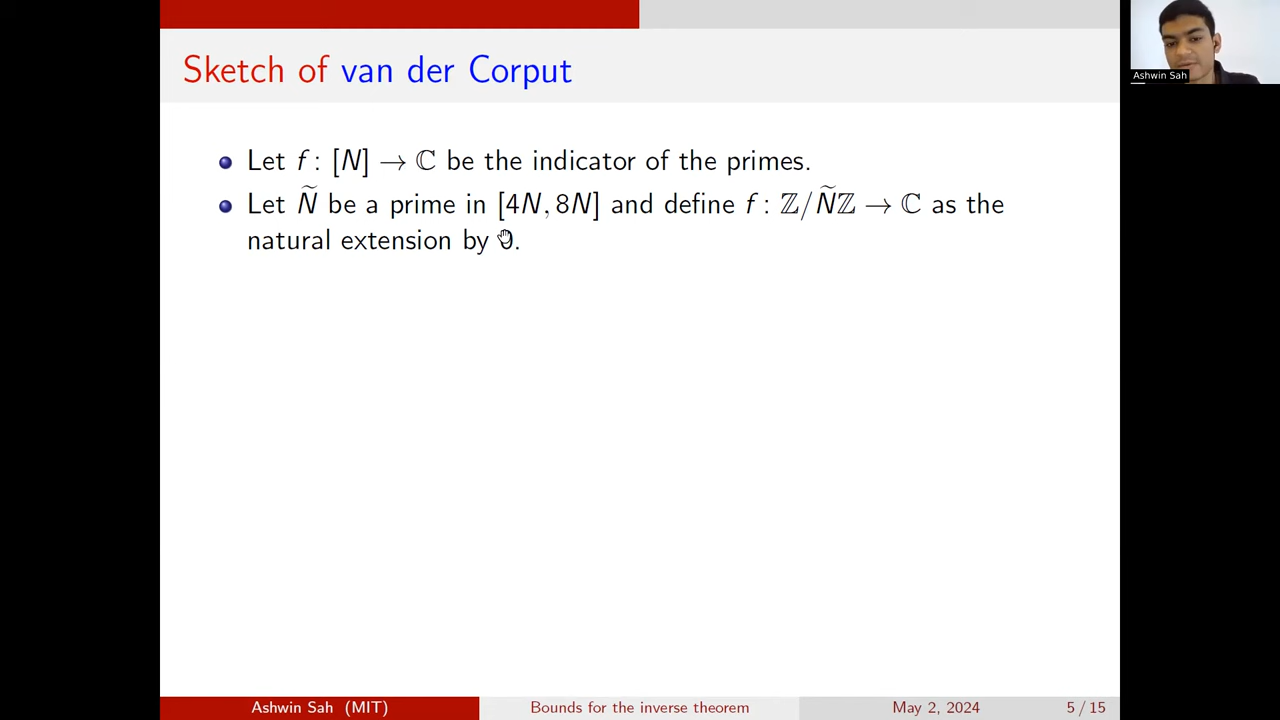 Sketch of van der Corput
Ashwin Sah
Let f : [N] → ℂ be the indicator of the primes.
Let Ñ be a prime in [4N, 8N] and define f : ℤ/Ñℤ → ℂ as the
natural extension by 0.
Ashwin Sah (MIT) Bounds for the inverse theorem May 2, 2024 5 / 15